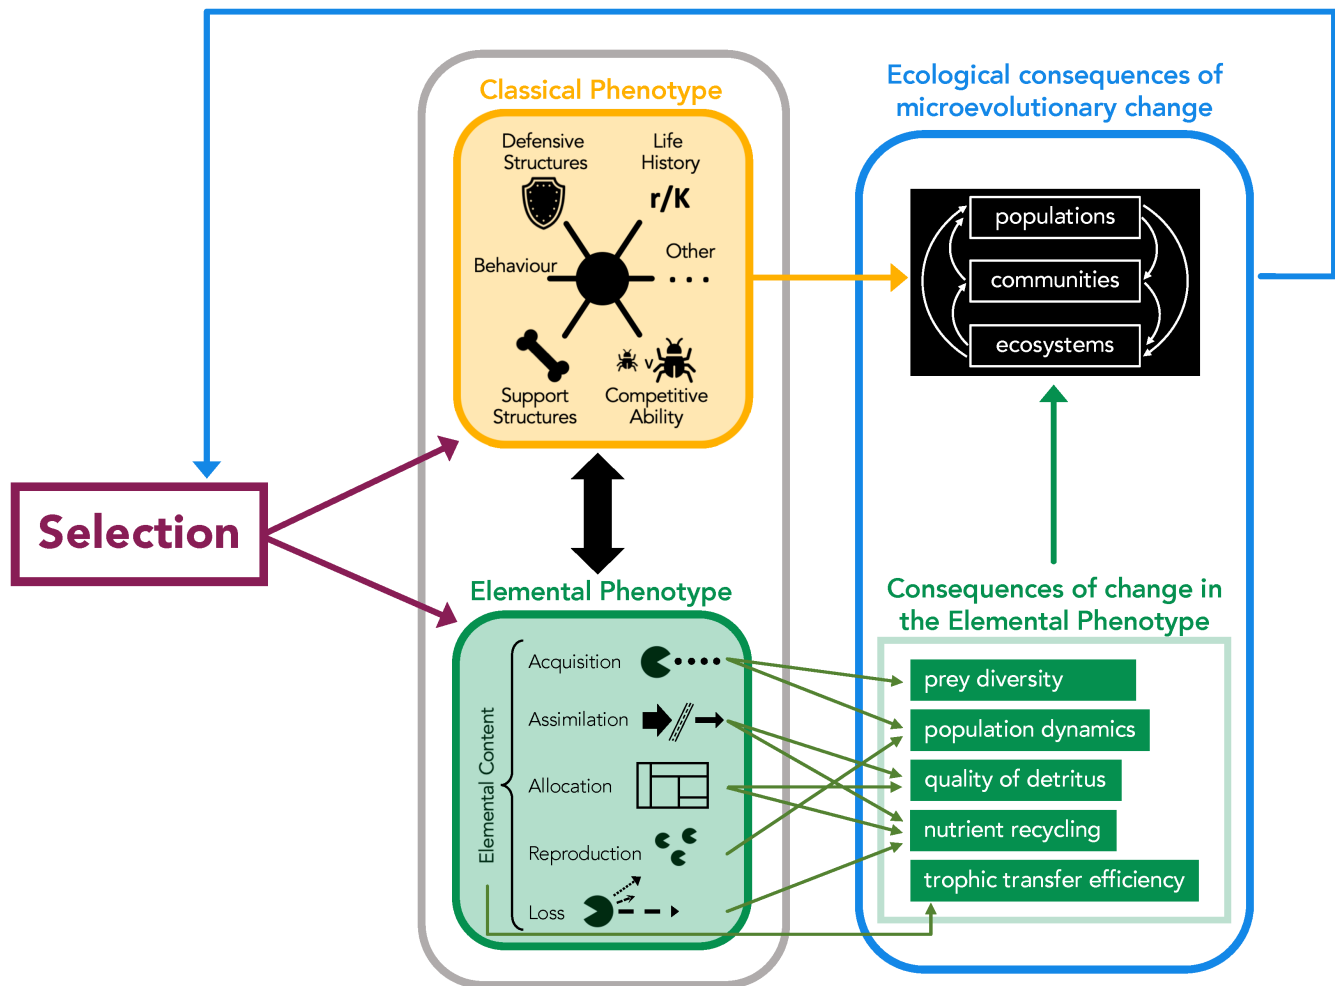 Classical Phenotype
Defensive
Structures
Life
History
r/K
Behaviour
Other
...
Support
Structures
v
Competitive
Ability
Selection
Elemental Phenotype
Elemental Content
Acquisition
Assimilation
Allocation
Reproduction
Loss
Ecological consequences of
microevolutionary change
populations
communities
ecosystems
Consequences of change in
the Elemental Phenotype
prey diversity
population dynamics
quality of detritus
nutrient recycling
trophic transfer efficiency